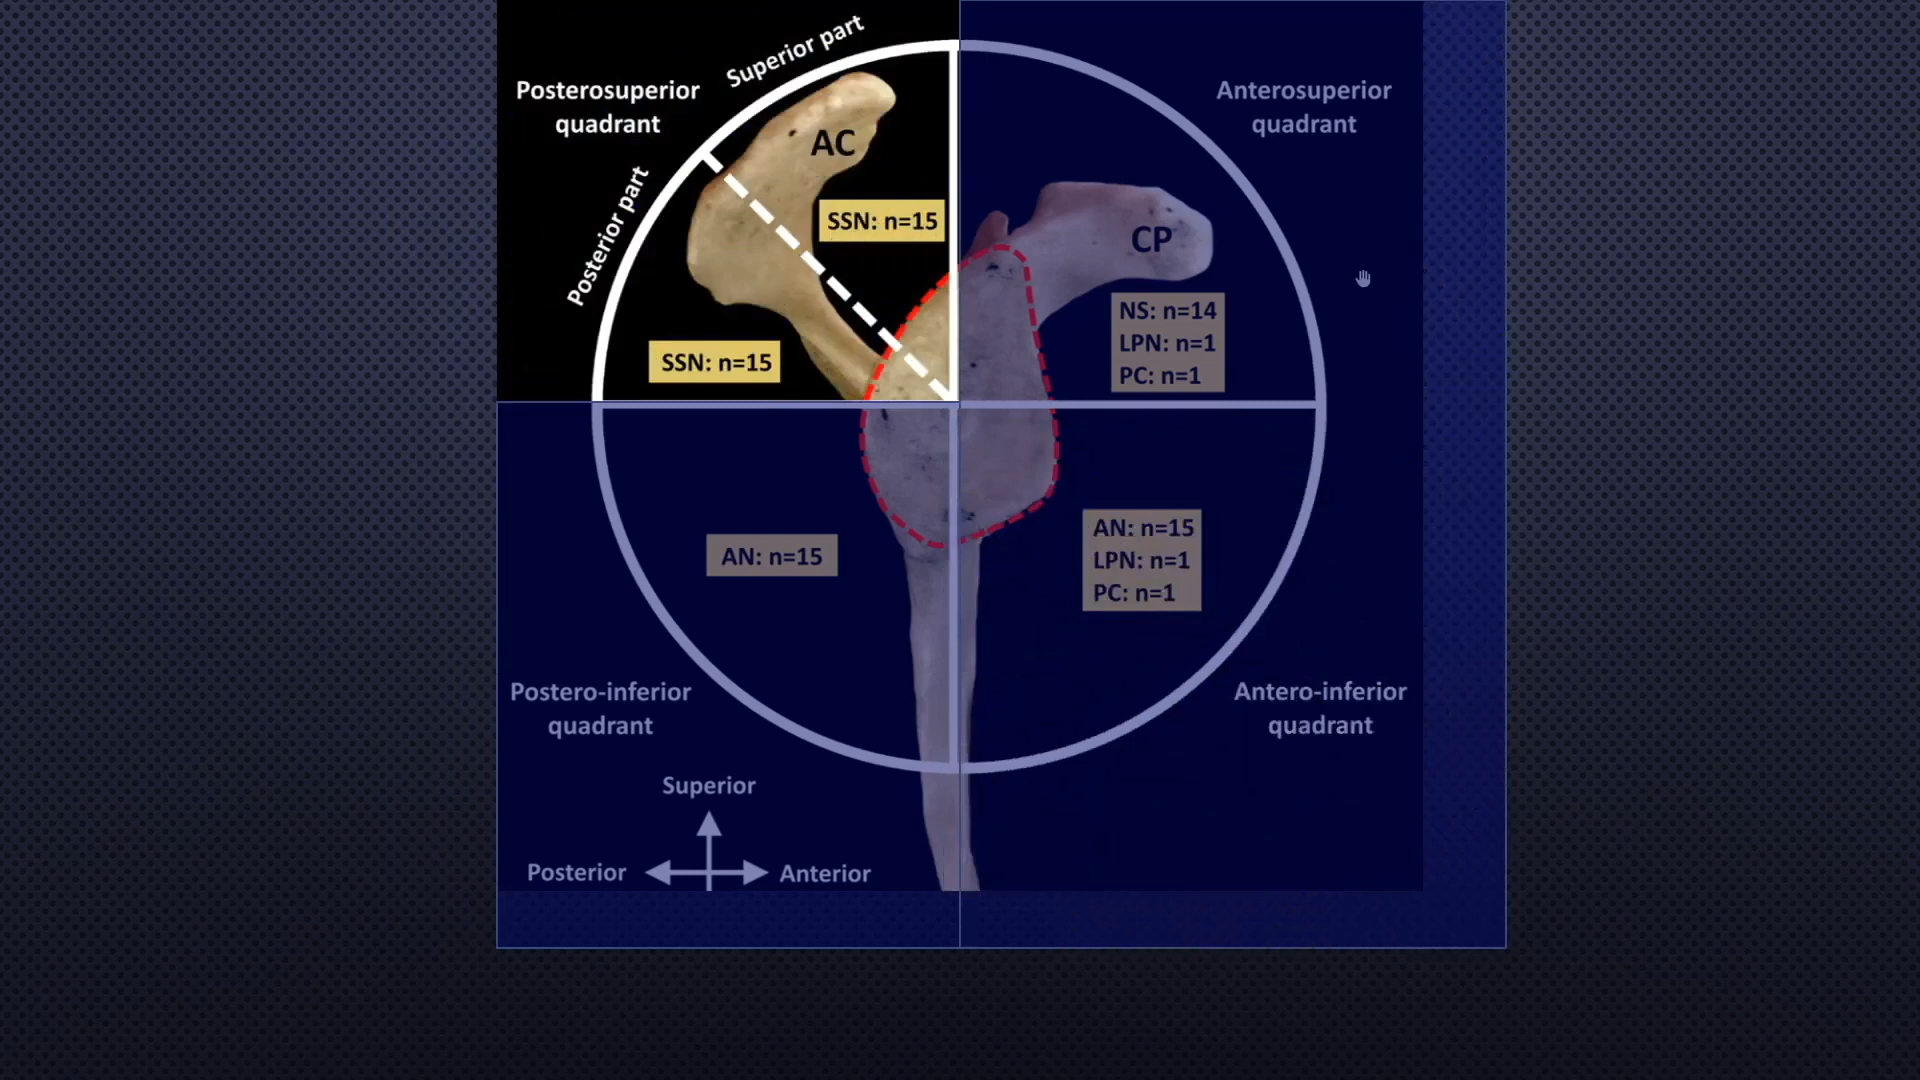 Superior part
Posterosuperior
quadrant
Anterosuperior
quadrant
AC
Posterior part
SSN: n=15
CP
NS: n=14
LPN: n=1
PC: n=1
SSN: n=15
AN: n=15
AN: n=15
LPN: n=1
PC: n=1
Postero-inferior
quadrant
Antero-inferior
quadrant
Superior
Posterior
Anterior